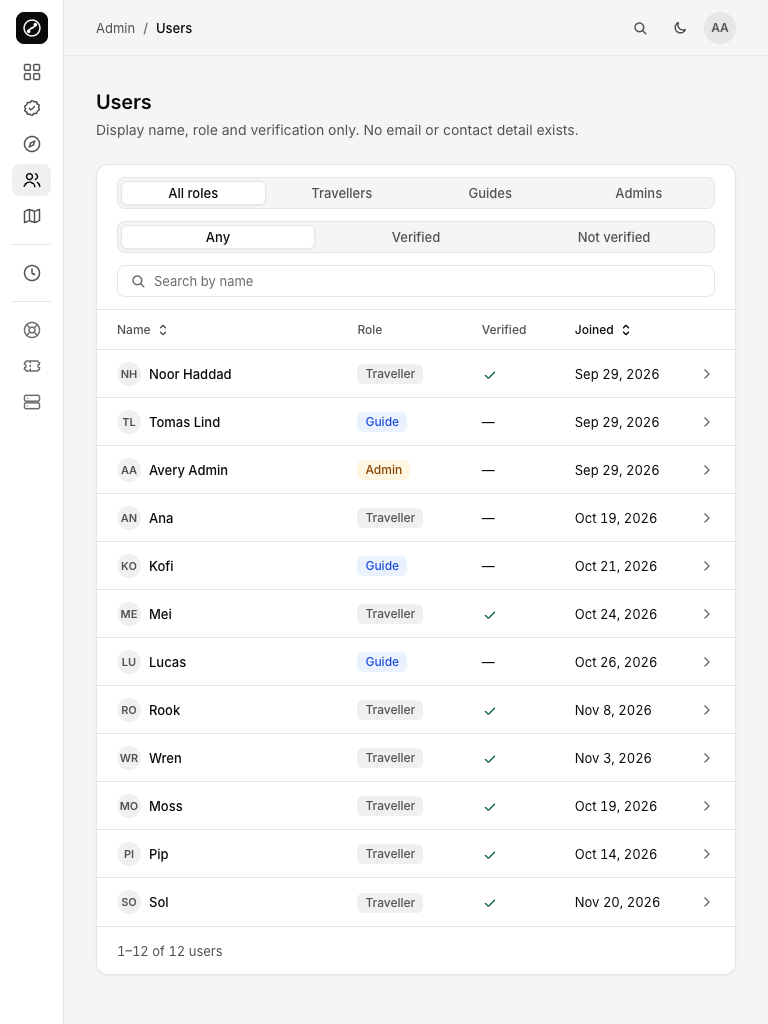 Admin / Users
AA
Users
Display name, role and verification only. No email or contact detail exists.
All roles Travellers Guides Admins
Any Verified Not verified
Search by name
Name Role Verified Joined
NH Noor Haddad Traveller Sep 29, 2026
TL Tomas Lind Guide — Sep 29, 2026
AA Avery Admin Admin — Sep 29, 2026
AN Ana Traveller — Oct 19, 2026
KO Kofi Guide — Oct 21, 2026
ME Mei Traveller Oct 24, 2026
LU Lucas Guide — Oct 26, 2026
RO Rook Traveller Nov 8, 2026
WR Wren Traveller Nov 3, 2026
MO Moss Traveller Oct 19, 2026
PI Pip Traveller Oct 14, 2026
SO Sol Traveller Nov 20, 2026
1–12 of 12 users